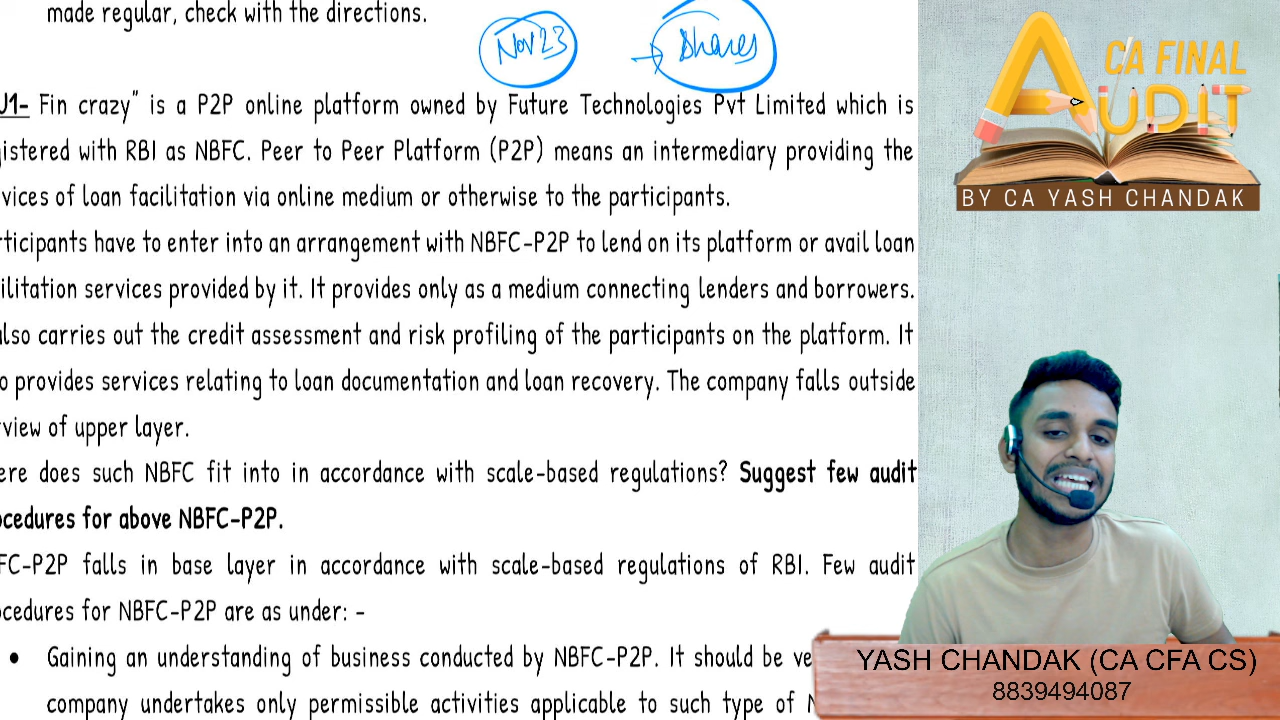 made regular, check with the directions.
Nov 23
Shares
U1- Fin crazy" is a P2P online platform owned by Future Technologies Pvt Limited which is
gistered with RBI as NBFC. Peer to Peer Platform (P2P) means an intermediary providing the
vices of loan facilitation via online medium or otherwise to the participants.
rticipants have to enter into an arrangement with NBFC-P2P to lend on its platform or avail loan
ilitation services provided by it. It provides only as a medium connecting lenders and borrowers.
also carries out the credit assessment and risk profiling of the participants on the platform. It
o provides services relating to loan documentation and loan recovery. The company falls outside
view of upper layer.
ere does such NBFC fit into in accordance with scale-based regulations? Suggest few audit
ocedures for above NBFC-P2P.
FC-P2P falls in base layer in accordance with scale-based regulations of RBI. Few audit
ocedures for NBFC-P2P are as under: -
• Gaining an understanding of business conducted by NBFC-P2P. It should be ve
company undertakes only permissible activities applicable to such type of N
CA FINAL
AUDIT
BY CA YASH CHANDAK
YASH CHANDAK (CA CFA CS)
8839494087